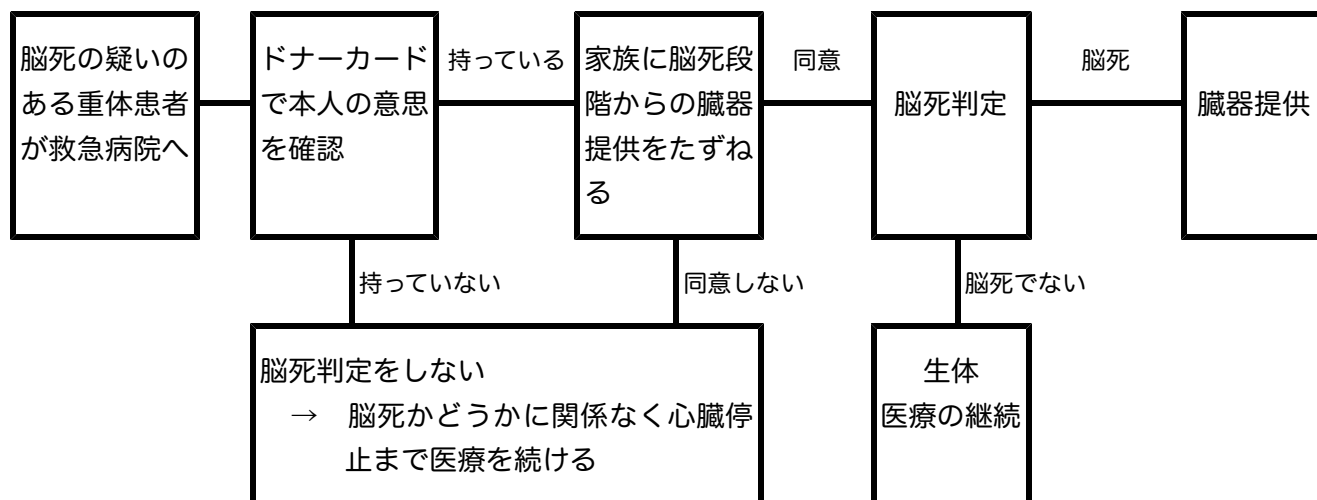 脳死の疑いの
ある重体患者
が救急病院へ
ドナーカード
で本人の意思
を確認
持っている
家族に脳死段
階からの臓器
提供をたずね
る
同意
脳死判定
脳死
臓器提供
持っていない
同意しない
脳死でない
脳死判定をしない
→ 脳死かどうかに関係なく心臓停
止まで医療を続ける
生体
医療の継続